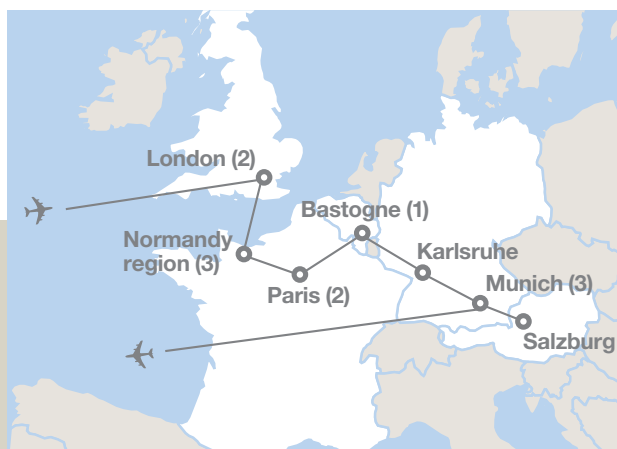 London (2)
Bastogne (1)
Normandy
region (3)
Karlsruhe
Paris (2)
Munich (3)
Salzburg